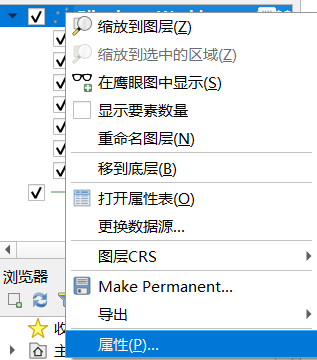 缩放到图层(Z)
缩放到选中的区域(Z)
在鹰眼图中显示(S)
显示要素数量
重命名图层(N)
移到底层(B)
打开属性表(O)
更换数据源...
图层CRS
Make Permanent...
导出
属性(P)...
浏览器
收
主